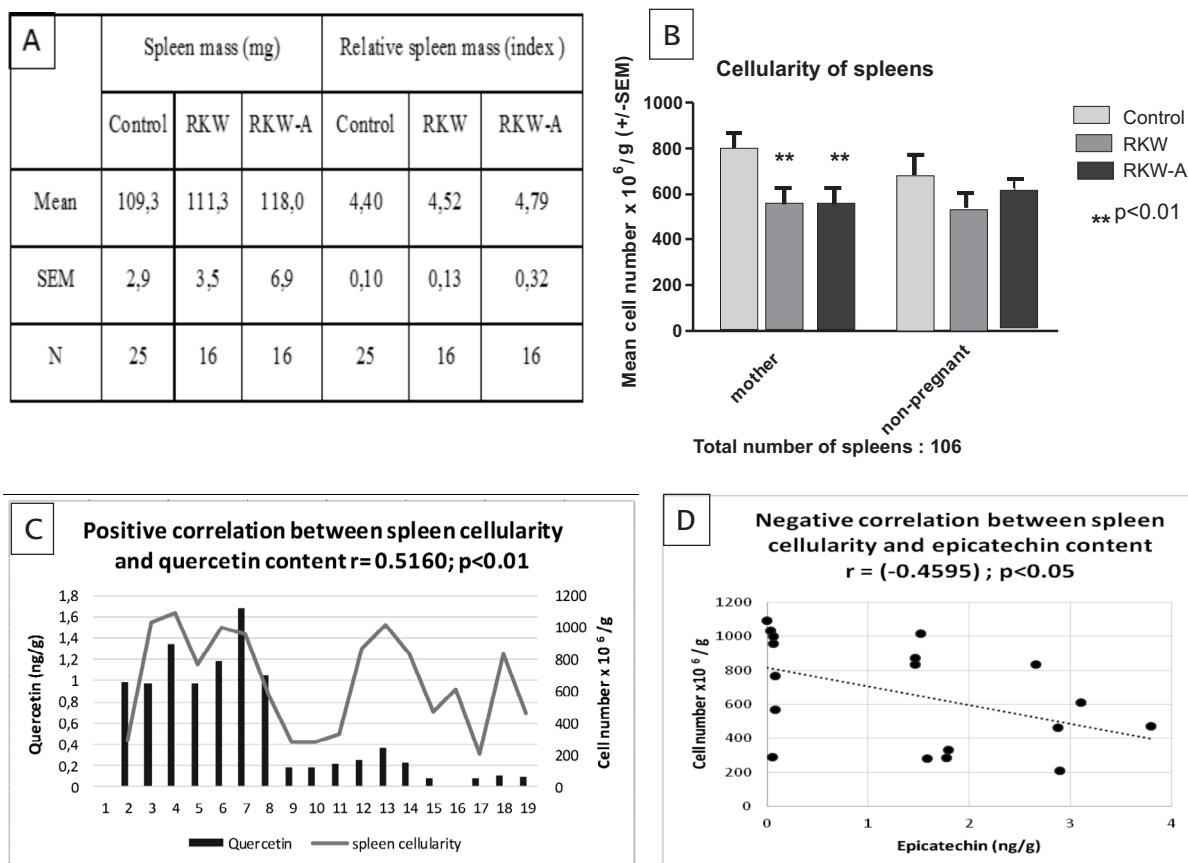 A
Spleen mass (mg) Relative spleen mass (index )
Control RKW RKW-A Control RKW RKW-A
Mean 109,3 111,3 118,0 4,40 4,52 4,79
SEM 2,9 3,5 6,9 0,10 0,13 0,32
N 25 16 16 25 16 16
B
Cellularity of spleens
Mean cell number x 10⁶/ g (+/-SEM)
1000
800
600
400
200
0
** **
mother
non-pregnant
Control
RKW
RKW-A
** p<0.01
Total number of spleens : 106
C
Positive correlation between spleen cellularity
and quercetin content r= 0.5160; p<0.01
Quercetin (ng/g)
1,8
1,6
1,4
1,2
1
0,8
0,6
0,4
0,2
0
1200
1000
800
600
400
200
0
Cell number x 10 ⁶ /g
1 2 3 4 5 6 7 8 9 10 11 12 13 14 15 16 17 18 19
Quercetin spleen cellularity
D
Negative correlation between spleen
cellularity and epicatechin content
r = (-0.4595) ; p<0.05
Cell number x10 ⁶ / g
1200
1000
800
600
400
200
0
0 1 2 3 4
Epicatechin (ng/g)